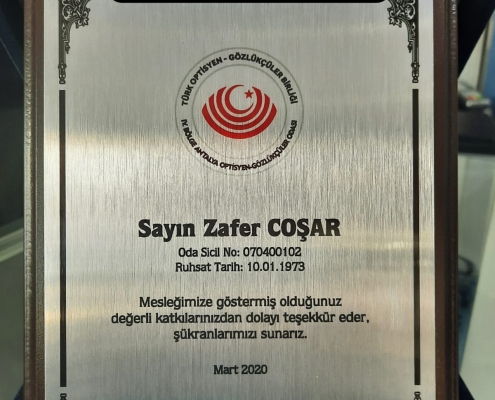 TÜRK OPTİSYEN - GÖZLÜKÇÜLER BİRLİĞİ
IV. BÖLGE ANTALYA OPTİSYEN-GÖZLÜKÇÜLER ODASI
Sayın Zafer COŞAR
Oda Sicil No: 070400102
Ruhsat Tarih: 10.01.1973
Mesleğimize göstermiş olduğunuz
değerli katkılarınızdan dolayı teşekkür eder,
şükranlarımızı sunarız.
Mart 2020